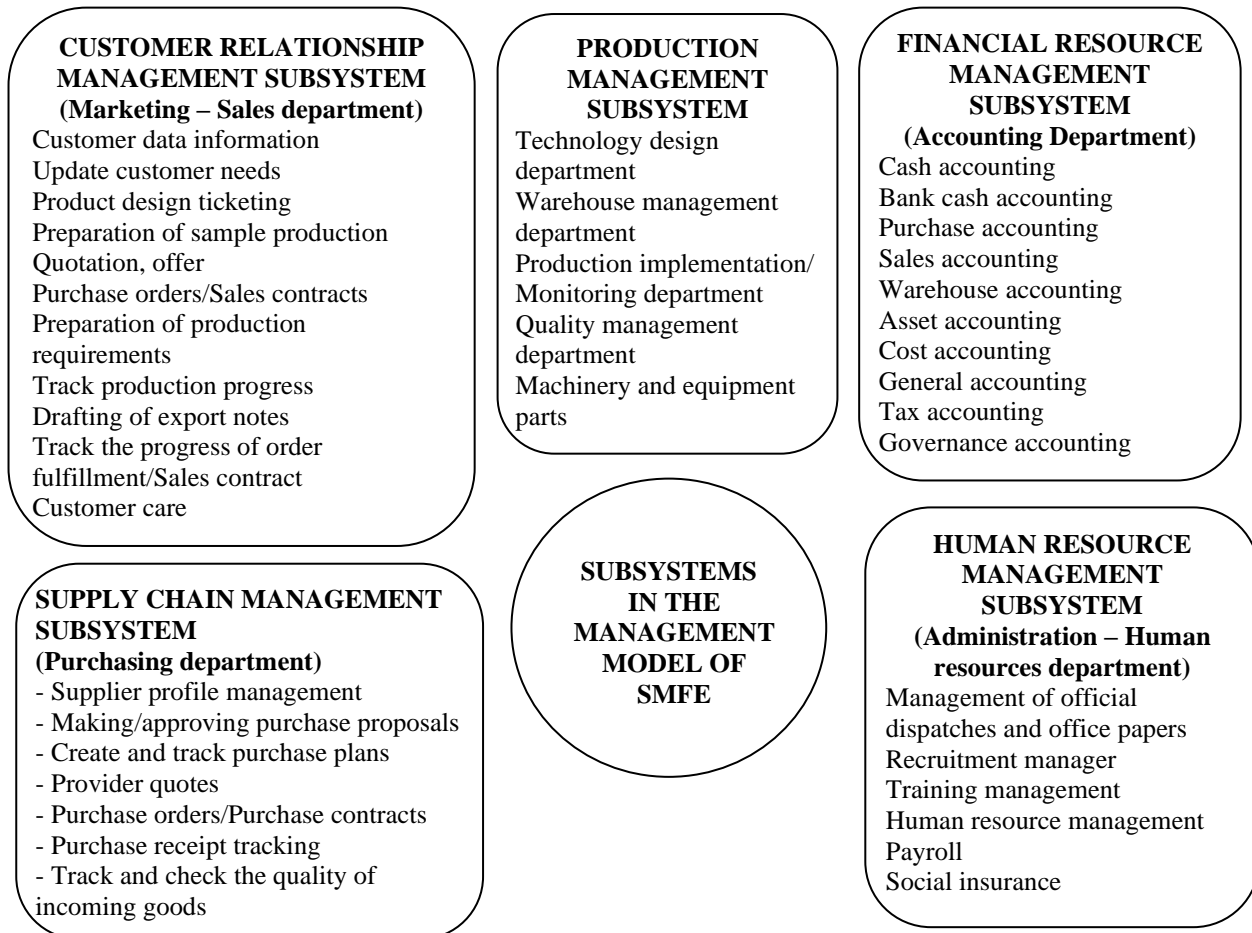 CUSTOMER RELATIONSHIP
MANAGEMENT SUBSYSTEM
(Marketing – Sales department)
Customer data information
Update customer needs
Product design ticketing
Preparation of sample production
Quotation, offer
Purchase orders/Sales contracts
Preparation of production
requirements
Track production progress
Drafting of export notes
Track the progress of order
fulfillment/Sales contract
Customer care
PRODUCTION
MANAGEMENT
SUBSYSTEM
Technology design
department
Warehouse management
department
Production implementation/
Monitoring department
Quality management
department
Machinery and equipment
parts
FINANCIAL RESOURCE
MANAGEMENT
SUBSYSTEM
(Accounting Department)
Cash accounting
Bank cash accounting
Purchase accounting
Sales accounting
Warehouse accounting
Asset accounting
Cost accounting
General accounting
Tax accounting
Governance accounting
SUPPLY CHAIN MANAGEMENT
SUBSYSTEM
(Purchasing department)
- Supplier profile management
- Making/approving purchase proposals
- Create and track purchase plans
- Provider quotes
- Purchase orders/Purchase contracts
- Purchase receipt tracking
- Track and check the quality of
incoming goods
SUBSYSTEMS
IN THE
MANAGEMENT
MODEL OF
SMFE
HUMAN RESOURCE
MANAGEMENT
SUBSYSTEM
(Administration – Human
resources department)
Management of official
dispatches and office papers
Recruitment manager
Training management
Human resource management
Payroll
Social insurance